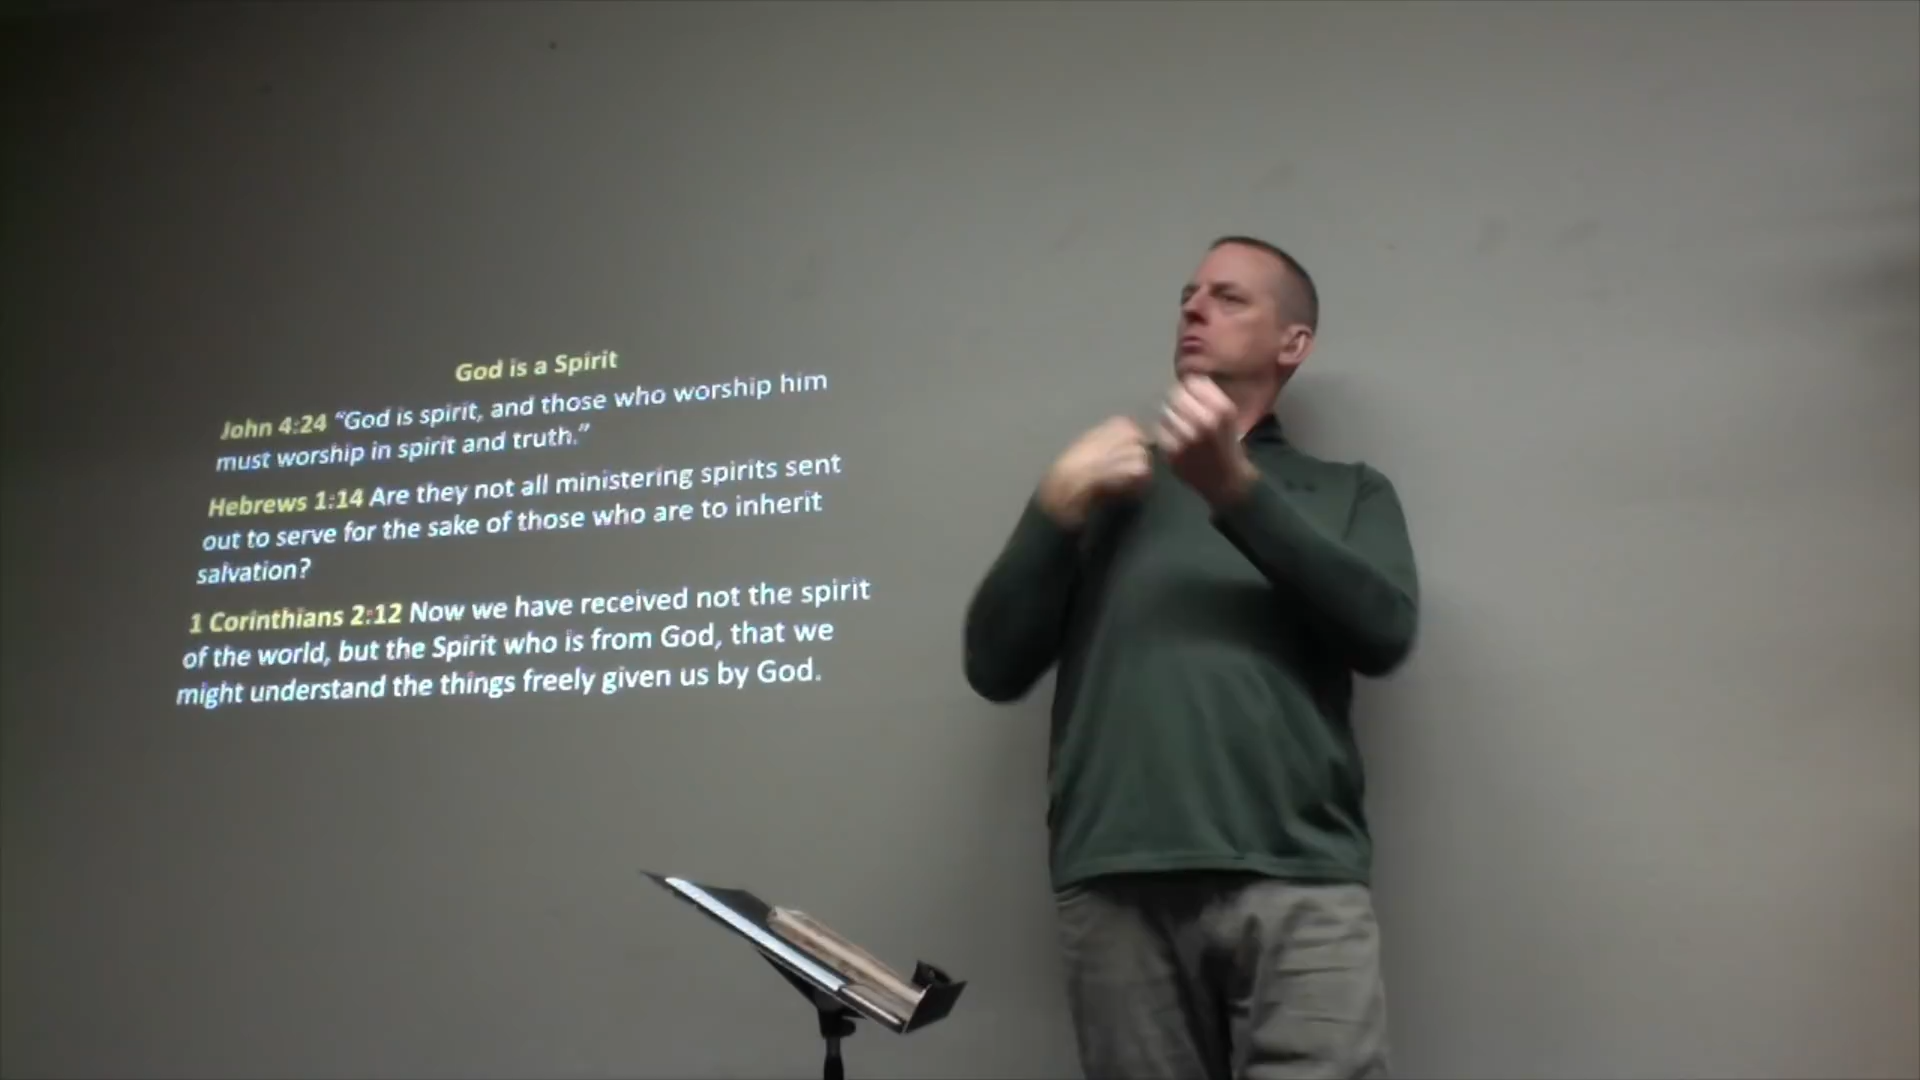 God is a Spirit
John 4:24 “God is spirit, and those who worship him
must worship in spirit and truth.”
Hebrews 1:14 Are they not all ministering spirits sent
out to serve for the sake of those who are to inherit
salvation?
1 Corinthians 2:12 Now we have received not the spirit
of the world, but the Spirit who is from God, that we
might understand the things freely given us by God.